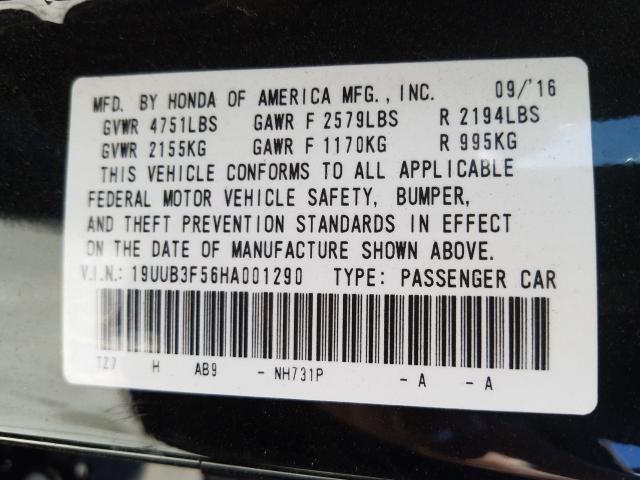 MFD. BY HONDA OF AMERICA MFG., INC. 09/'16
GVWR 4751LBS GAWR F 2579LBS R 2194LBS
GVWR 2155KG GAWR F 1170KG R 995KG
THIS VEHICLE CONFORMS TO ALL APPLICABLE
FEDERAL MOTOR VEHICLE SAFETY, BUMPER,
AND THEFT PREVENTION STANDARDS IN EFFECT
ON THE DATE OF MANUFACTURE SHOWN ABOVE.
V.I.N.: 19UUB3F56HA001290 TYPE: PASSENGER CAR
TZ7 H AB9 - NH731P - A - A